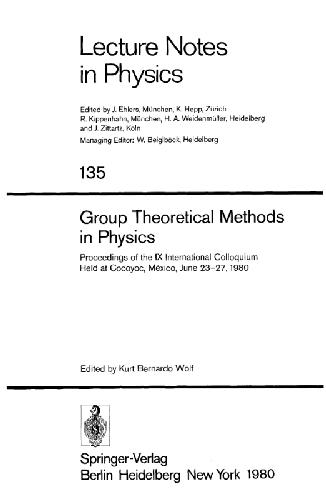 Lecture Notes
in Physics
Edited by J. Ehlers, München, K. Hepp, Zürich
R. Kippenhahn, München, H. A. Weidenmüller, Heidelberg
and J. Zittartz, Köln
Managing Editor: W. Beiglböck, Heidelberg
135
Group Theoretical Methods
in Physics
Proceedings of the IX International Colloquium
Held at Cocoyoc, México, June 23–27, 1980
Edited by Kurt Bernardo Wolf
Springer-Verlag
Berlin Heidelberg New York 1980